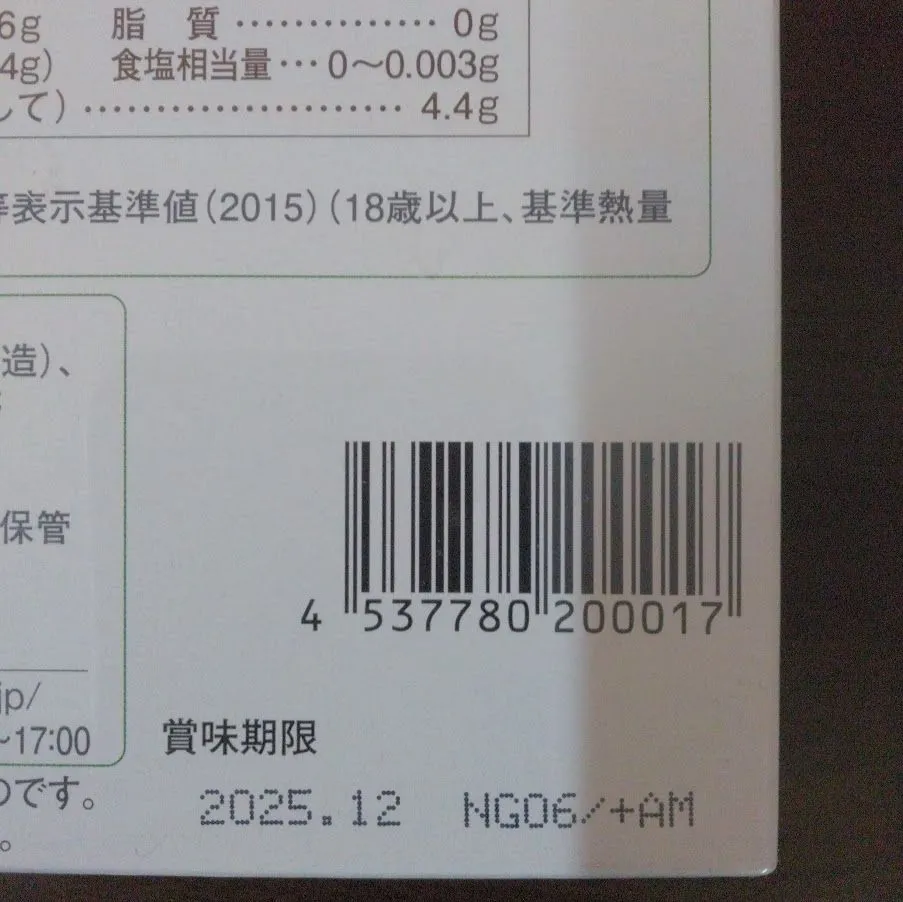 6g 脂 質 …………… 0g
4g) 食塩相当量… 0〜0.003g
して) …………………… 4.4g
等表示基準値(2015)(18歳以上、基準熱量
造)、
保管
4 537780 200017
jp/
~17:00
賞味期限
のです。
2025.12 NG06/+AM
。